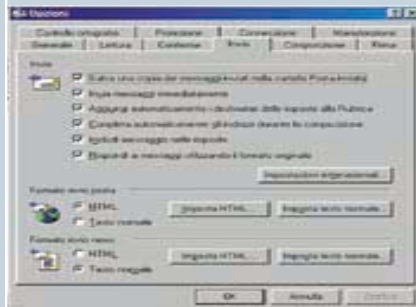 Opzioni
Controllo ortografia Protezione Connessione Manutenzione
Generale Lettura Conferme Invio Composizione Firma
Invio
Salva una copia dei messaggi inviati nella cartella Posta inviata
Invia messaggi immediatamente
Aggiungi automaticamente i destinatari delle risposte alla Rubrica
Completa automaticamente gli indirizzi durante la composizione
Includi messaggio nelle risposte
Rispondi ai messaggi utilizzando il formato originale
Impostazioni internazionali...
Formato invio posta
HTML Imposta HTML... Imposta testo normale...
Testo normale
Formato invio news
HTML Imposta HTML... Imposta testo normale...
Testo normale
OK Annulla Applica